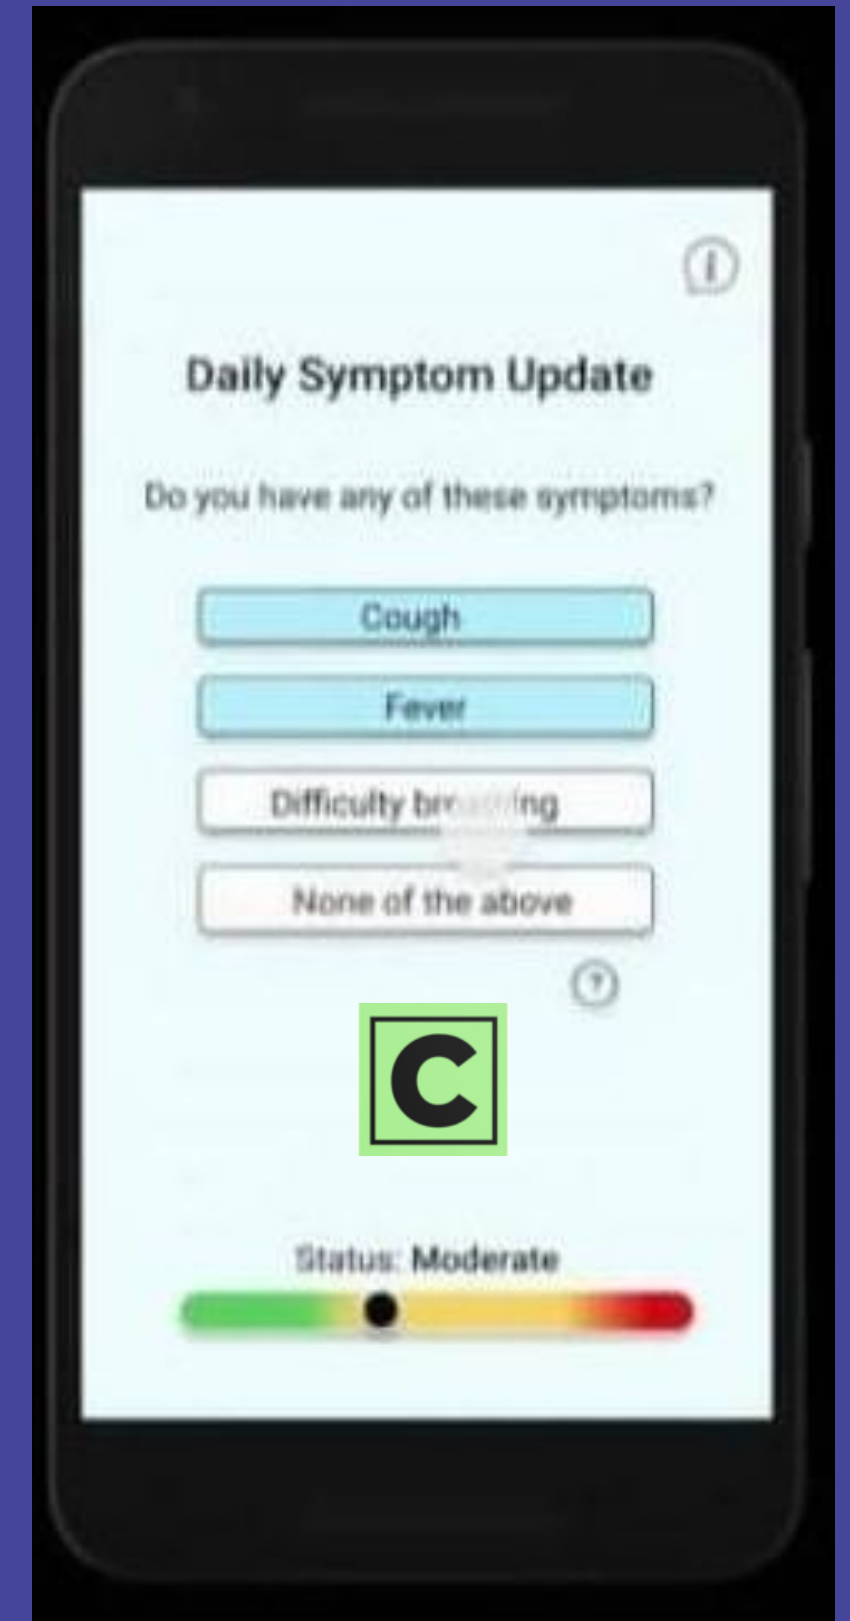 i
Daily Symptom Update
Do you have any of these symptoms?
Cough
Fever
Difficulty breathing
None of the above
?
C
Status: Moderate